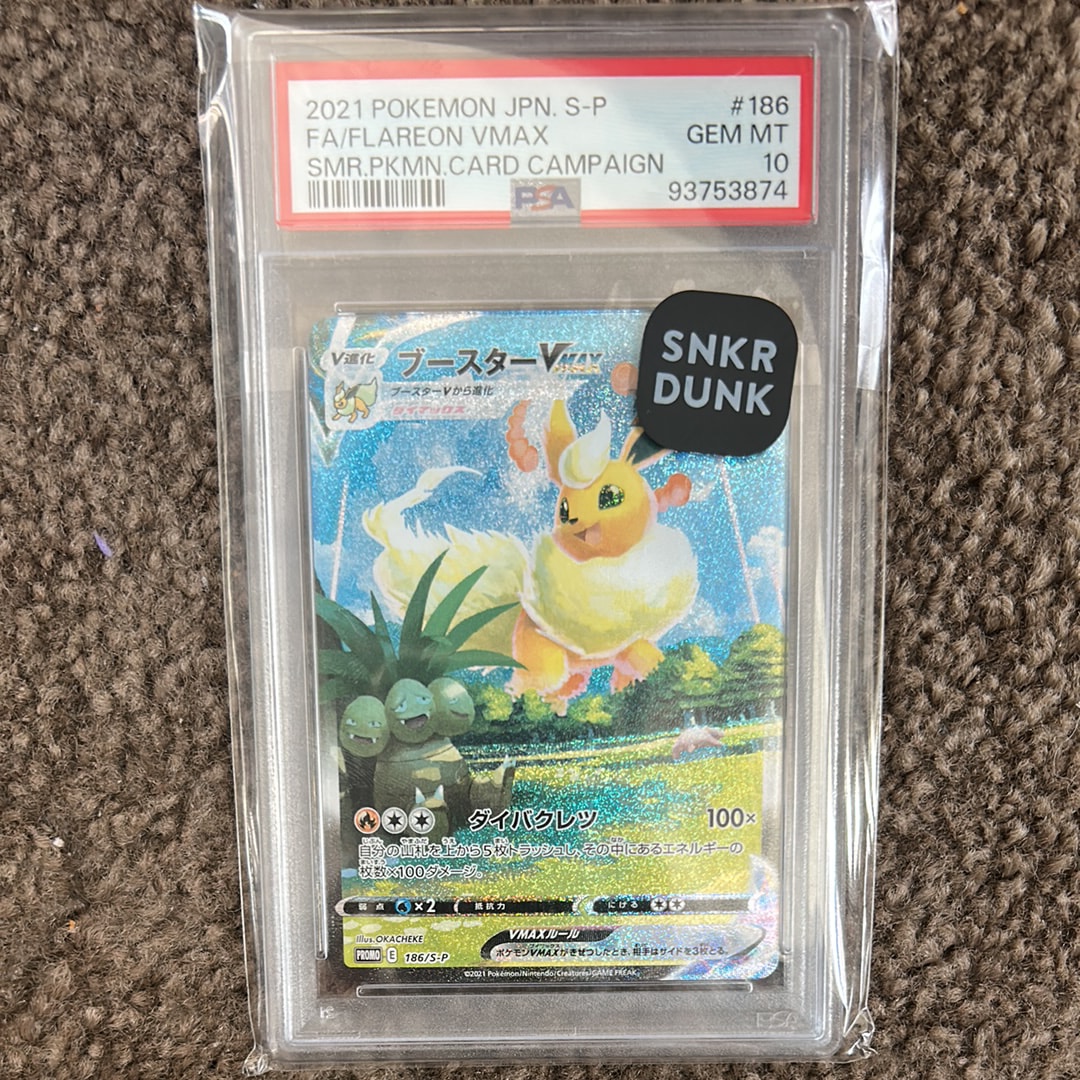 2021 POKEMON JPN. S-P #186
FA/FLAREON VMAX GEM MT
SMR.PKMN.CARD CAMPAIGN 10
PSA 93753874
SNKR
DUNK
V進化 ブースターVMAX
ブースターVから進化
ダイマックス
ダイバクレツ 100×
自分の山札を上から5枚トラッシュし、その中にあるエネルギーの
枚数×100ダメージ。
弱点 ×2 抵抗力 にげる
Illus.OKACHEKE
VMAXルール
PROMO E 186/S-P ポケモンVMAXがきぜつしたとき、相手はサイドを3枚とる。
©2021 Pokémon/Nintendo/Creatures/GAME FREAK
PSA